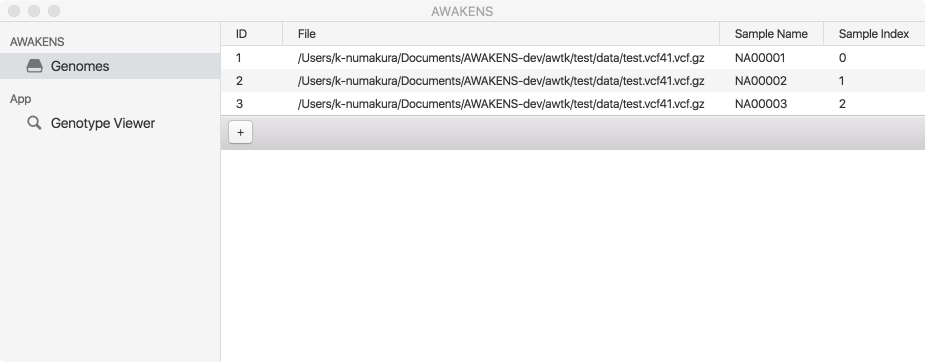 AWAKENS
AWAKENS
Genomes
App
Genotype Viewer
ID File Sample Name Sample Index
1 /Users/k-numakura/Documents/AWAKENS-dev/awtk/test/data/test.vcf41.vcf.gz NA00001 0
2 /Users/k-numakura/Documents/AWAKENS-dev/awtk/test/data/test.vcf41.vcf.gz NA00002 1
3 /Users/k-numakura/Documents/AWAKENS-dev/awtk/test/data/test.vcf41.vcf.gz NA00003 2
+